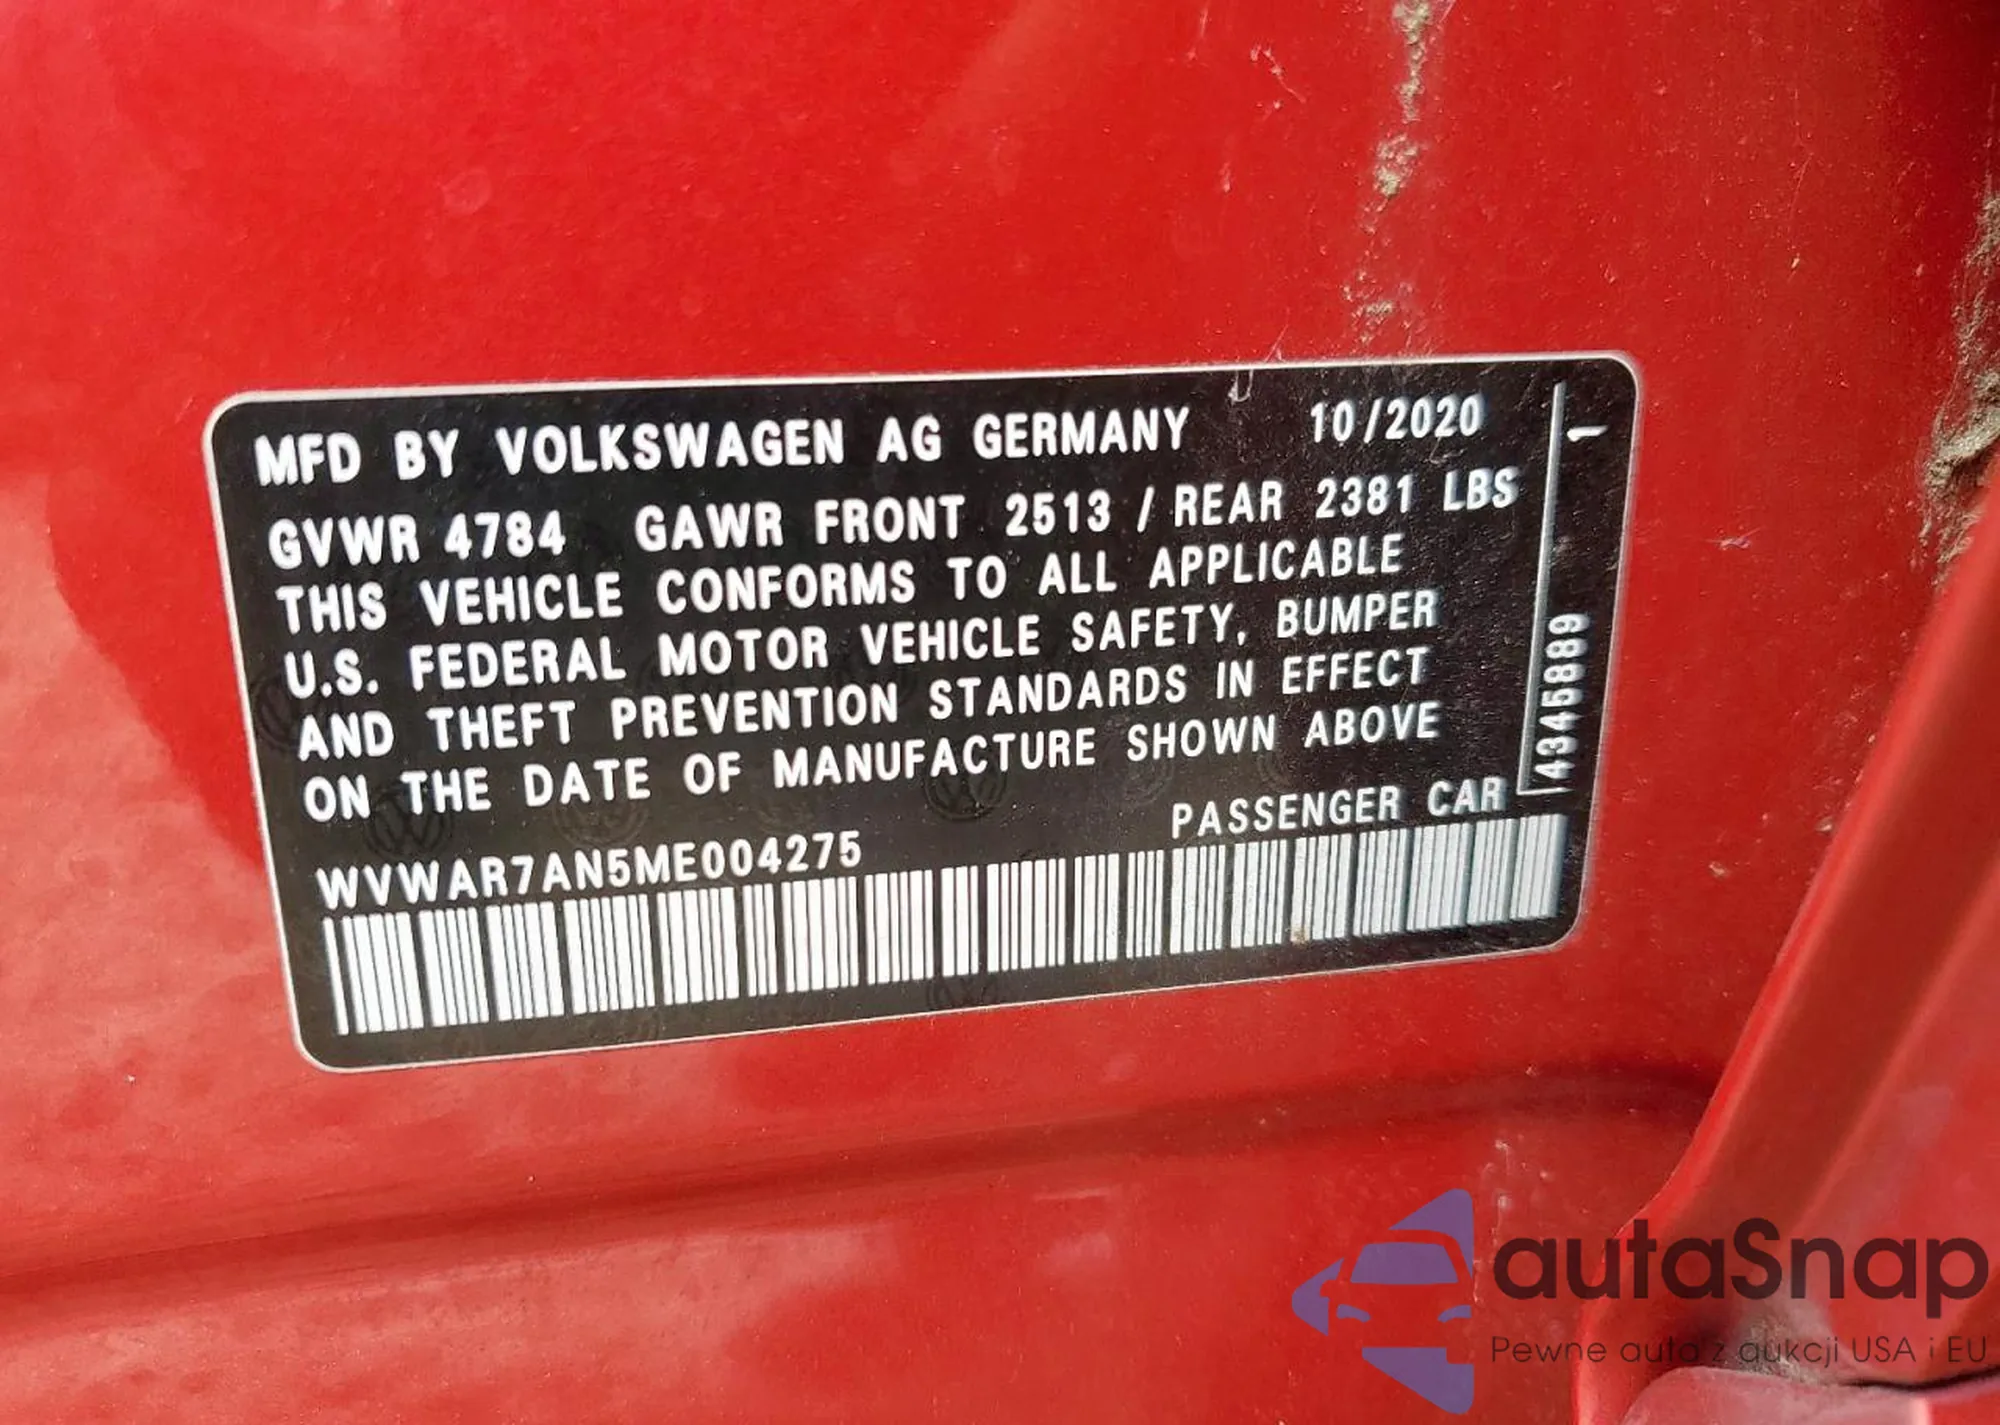 MFD BY VOLKSWAGEN AG GERMANY 10/2020
GVWR 4784 GAWR FRONT 2513 / REAR 2381 LBS
THIS VEHICLE CONFORMS TO ALL APPLICABLE
U.S. FEDERAL MOTOR VEHICLE SAFETY, BUMPER
AND THEFT PREVENTION STANDARDS IN EFFECT
ON THE DATE OF MANUFACTURE SHOWN ABOVE
PASSENGER CAR
WVWAR7AN5ME004275
4345889 1
autaSnap
Pewne auta z aukcji USA i EU